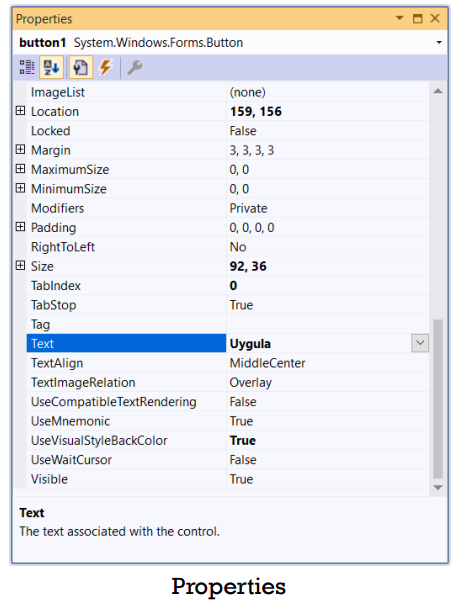 Properties
button1 System.Windows.Forms.Button
ImageList (none)
Location 159, 156
Locked False
Margin 3, 3, 3, 3
MaximumSize 0, 0
MinimumSize 0, 0
Modifiers Private
Padding 0, 0, 0, 0
RightToLeft No
Size 92, 36
TabIndex 0
TabStop True
Tag
Text Uygula
TextAlign MiddleCenter
TextImageRelation Overlay
UseCompatibleTextRendering False
UseMnemonic True
UseVisualStyleBackColor True
UseWaitCursor False
Visible True
Text
The text associated with the control.
Properties